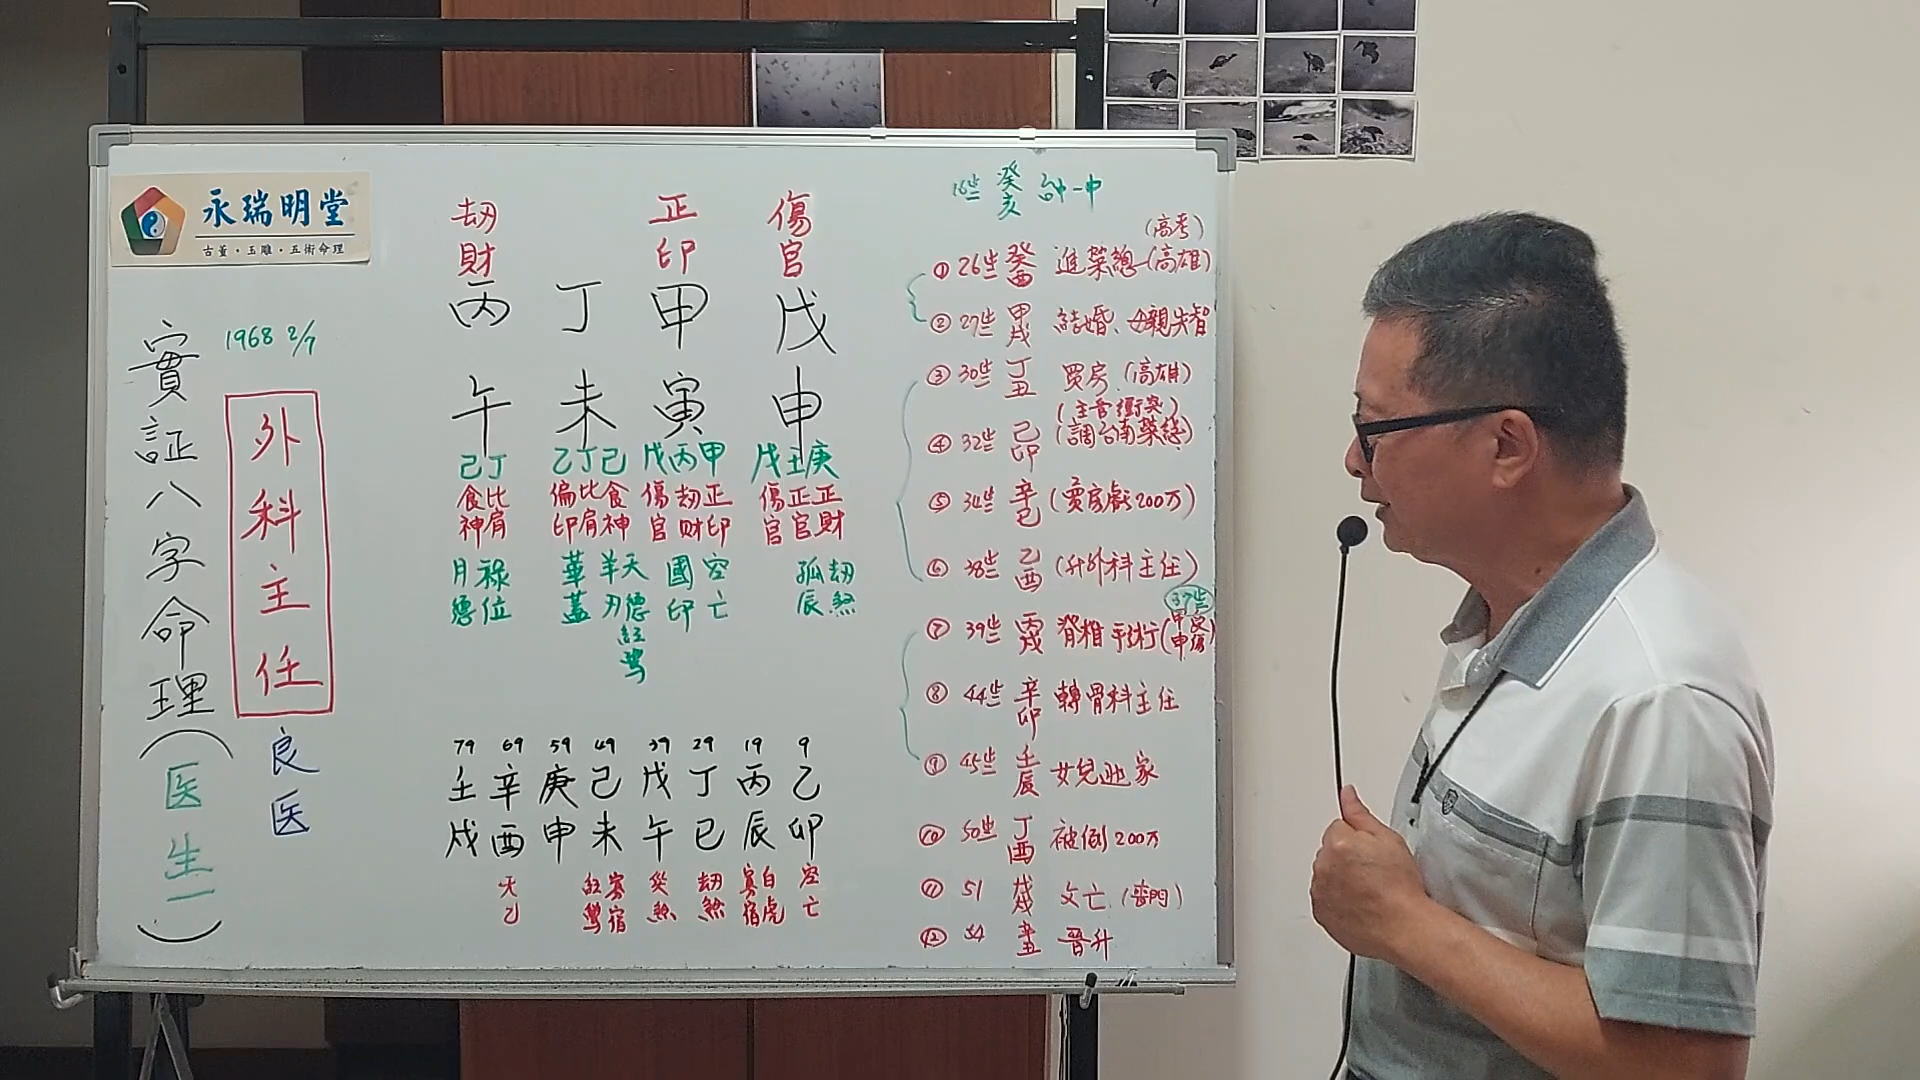 永瑞明堂
古董·玉雕·五術命理
實証八字命理(医生一)
1968 2/7
外科主任
良医
劫財 正印 傷官
丙 丁 甲 戊
午 未 寅 申
己丁 乙丁己 戊丙甲 戊壬庚
食神 比肩 偏印 比肩 食神 傷官 劫财 正印 傷官 正官 正財
月德 祿位 華蓋 羊刃 天德 紅鸞 國印 空亡 孤辰 劫煞
79 69 59 49 39 29 19 9
壬 辛 庚 己 戊 丁 丙 乙
戌 酉 申 未 午 巳 辰 卯
天乙 紅鸞 寡宿 災煞 劫煞 寡宿 白虎 空亡
16歲 癸亥 台一中
(高考)
① 26歲 癸酉 進榮總一(高雄)
② 27歲 甲戌 結婚、母親失智
③ 30歲 丁丑 買房(高雄)
(主管衝突)
④ 32歲 己卯 (調台南榮總)
⑤ 34歲 辛巳 (賣房虧200万)
⑥ 38歲 乙酉 (升外科主任)
37歲
⑦ 39歲 丙戌 脊椎手術(甲申受傷)
⑧ 44歲 辛卯 轉骨科主任
⑨ 45歲 壬辰 女兒逃家
⑩ 50歲 丁酉 被倒200万
⑪ 51 戊戌 父亡(喪門)
⑫ 54 辛丑 晉升